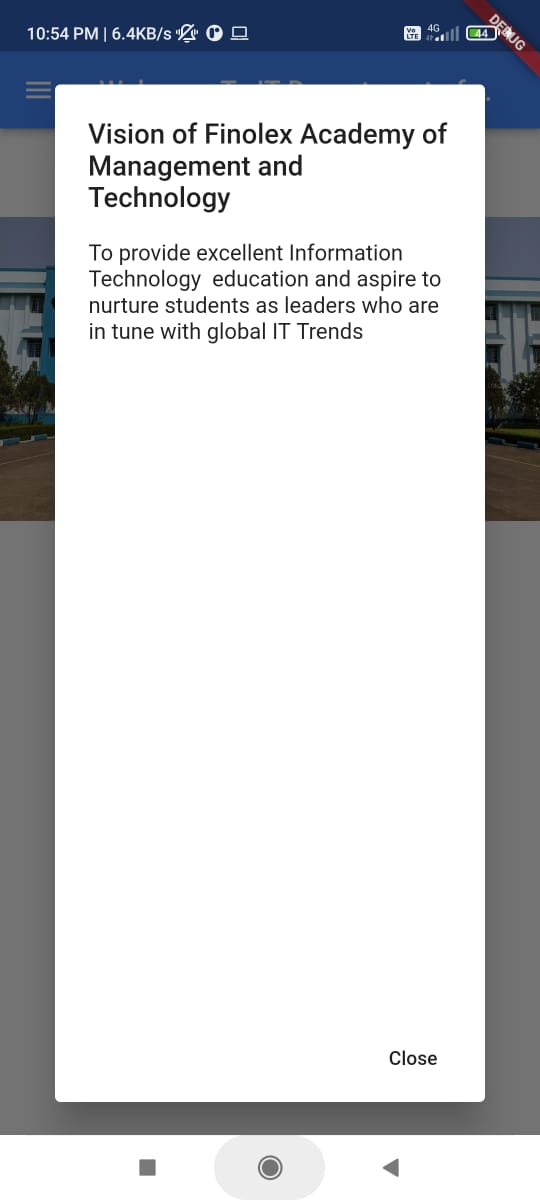 10:54 PM | 6.4KB/s
Vo LTE 4G 44
DEBUG
Vision of Finolex Academy of
Management and
Technology
To provide excellent Information
Technology  education and aspire to
nurture students as leaders who are
in tune with global IT Trends
Close